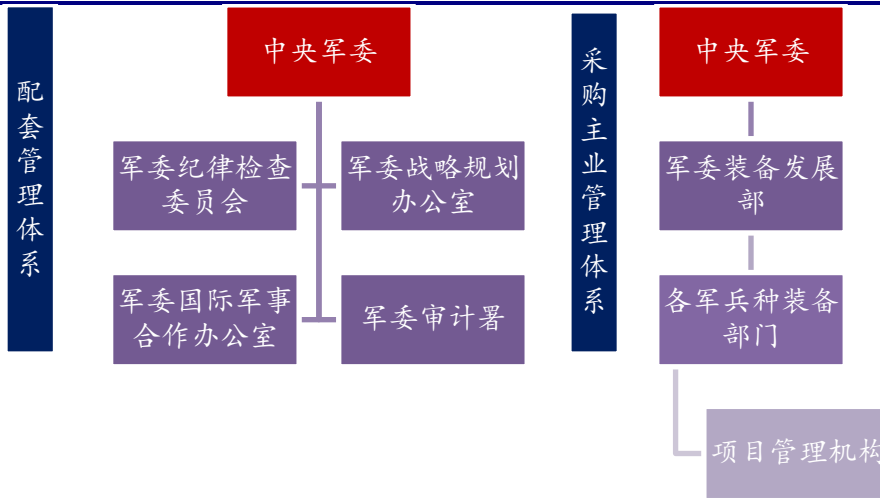 配套管理体系
中央军委
军委纪律检查
委员会
军委战略规划
办公室
军委国际军事
合作办公室
军委审计署
采购主业管理体系
中央军委
军委装备发展
部
各军兵种装备
部门
项目管理机构